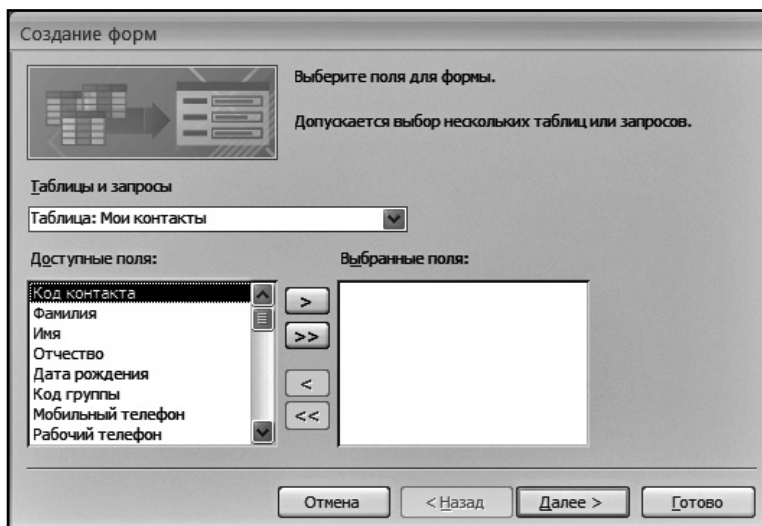 Создание форм
Выберите поля для формы.
Допускается выбор нескольких таблиц или запросов.
Таблицы и запросы
Таблица: Мои контакты
Доступные поля:
Выбранные поля:
Код контакта
Фамилия
Имя
Отчество
Дата рождения
Код группы
Мобильный телефон
Рабочий телефон
>
>>
<
<<
Отмена
< Назад
Далее >
Готово